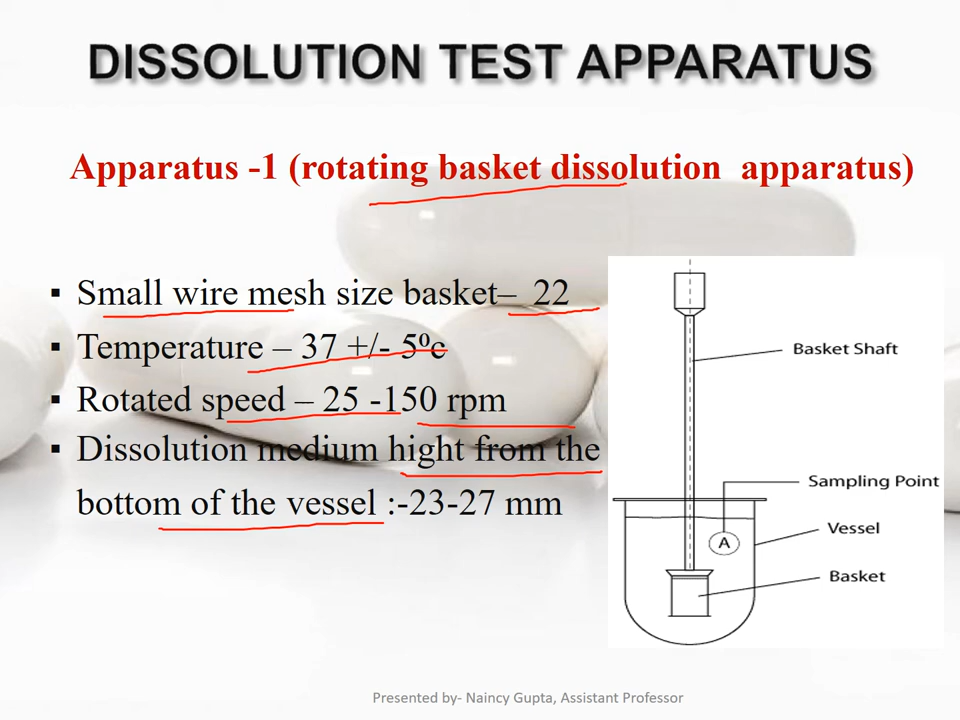 DISSOLUTION TEST APPARATUS
Apparatus -1 (rotating basket dissolution apparatus)
▪ Small wire mesh size basket– 22
▪ Temperature – 37 +/- 5⁰c
▪ Rotated speed – 25 -150 rpm
▪ Dissolution medium hight from the
bottom of the vessel :-23-27 mm
Basket Shaft
Sampling Point
Vessel
A
Basket
Presented by- Naincy Gupta, Assistant Professor